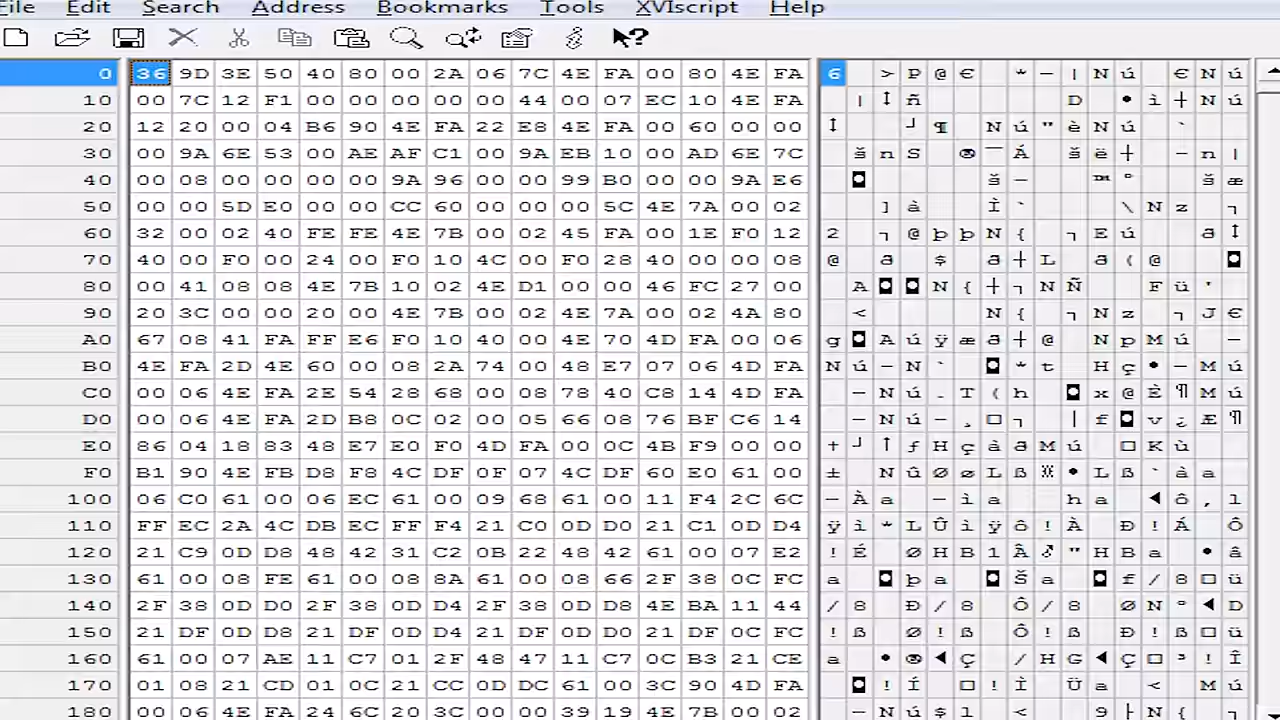 File Edit Search Address Bookmarks Tools XVIscript Help
0 36 9D 3E 50 40 80 00 2A 06 7C 4E FA 00 80 4E FA 6 > P @ € * – | N ú € N ú
10 00 7C 12 F1 00 00 00 00 00 44 00 07 EC 10 4E FA | ↕ ñ D • ì ┼ N ú
20 12 20 00 04 B6 90 4E FA 22 E8 4E FA 00 60 00 00 ↕ ┘ ¶ N ú " è N ú `
30 00 9A 6E 53 00 AE AF C1 00 9A EB 10 00 AD 6E 7C š n S ® ¯ Á š ë ┼ - n |
40 00 08 00 00 00 00 9A 96 00 00 99 B0 00 00 9A E6 ◘ š – ™ ° š æ
50 00 00 5D E0 00 00 CC 60 00 00 00 5C 4E 7A 00 02 ] à Ì ` \ N z ┐
60 32 00 02 40 FE FE 4E 7B 00 02 45 FA 00 1E F0 12 2 ┐ @ þ þ N { ┐ E ú ð ↕
70 40 00 F0 00 24 00 F0 10 4C 00 F0 28 40 00 00 08 @ ð $ ð ┼ L ð ( @ ◘
80 00 41 08 08 4E 7B 10 02 4E D1 00 00 46 FC 27 00 A ◘ ◘ N { ┼ ┐ N Ñ F ü '
90 20 3C 00 00 20 00 4E 7B 00 02 4E 7A 00 02 4A 80 < N { ┐ N z ┐ J €
A0 67 08 41 FA FF E6 F0 10 40 00 4E 70 4D FA 00 06 g ◘ A ú ÿ æ ð ┼ @ N p M ú –
B0 4E FA 2D 4E 60 00 08 2A 74 00 48 E7 07 06 4D FA N ú - N ` ◘ * t H ç • – M ú
C0 00 06 4E FA 2E 54 28 68 00 08 78 40 C8 14 4D FA – N ú . T ( h ◘ x @ È ¶ M ú
D0 00 06 4E FA 2D B8 0C 02 00 05 66 08 76 BF C6 14 – N ú - ¸ □ ┐ | f ◘ v ¿ Æ ¶
E0 86 04 18 83 48 E7 E0 F0 4D FA 00 0C 4B F9 00 00 † ┘ ↑ ƒ H ç à ð M ú □ K ù
F0 B1 90 4E FB D8 F8 4C DF 0F 07 4C DF 60 E0 61 00 ± N û Ø ø L ß ¤ • L ß ` à a
100 06 C0 61 00 06 EC 61 00 09 68 61 00 11 F4 2C 6C – À a – ì a h a ◄ ô , l
110 FF EC 2A 4C DB EC FF F4 21 C0 0D D0 21 C1 0D D4 ÿ ì * L Û ì ÿ ô ! À Ð ! Á Ô
120 21 C9 0D D8 48 42 31 C2 0B 22 48 42 61 00 07 E2 ! É Ø H B 1 Â ♂ " H B a • â
130 61 00 08 FE 61 00 08 8A 61 00 08 66 2F 38 0C FC a ◘ þ a ◘ Š a ◘ f / 8 □ ü
140 2F 38 0D D0 2F 38 0D D4 2F 38 0D D8 4E BA 11 44 / 8 Ð / 8 Ô / 8 Ø N º ◄ D
150 21 DF 0D D8 21 DF 0D D4 21 DF 0D D0 21 DF 0C FC ! ß Ø ! ß Ô ! ß Ð ! ß □ ü
160 61 00 07 AE 11 C7 01 2F 48 47 11 C7 0C B3 21 CE a • ® ◄ Ç / H G ◄ Ç □ ³ ! Î
170 01 08 21 CD 01 0C 21 CC 0D DC 61 00 3C 90 4D FA ◘ ! Í □ ! Ì Ü a < M ú
180 00 06 4E FA 24 6C 20 3C 00 00 39 19 4E 7B 00 02 – N ú $ l < 9 ├ N { ┐